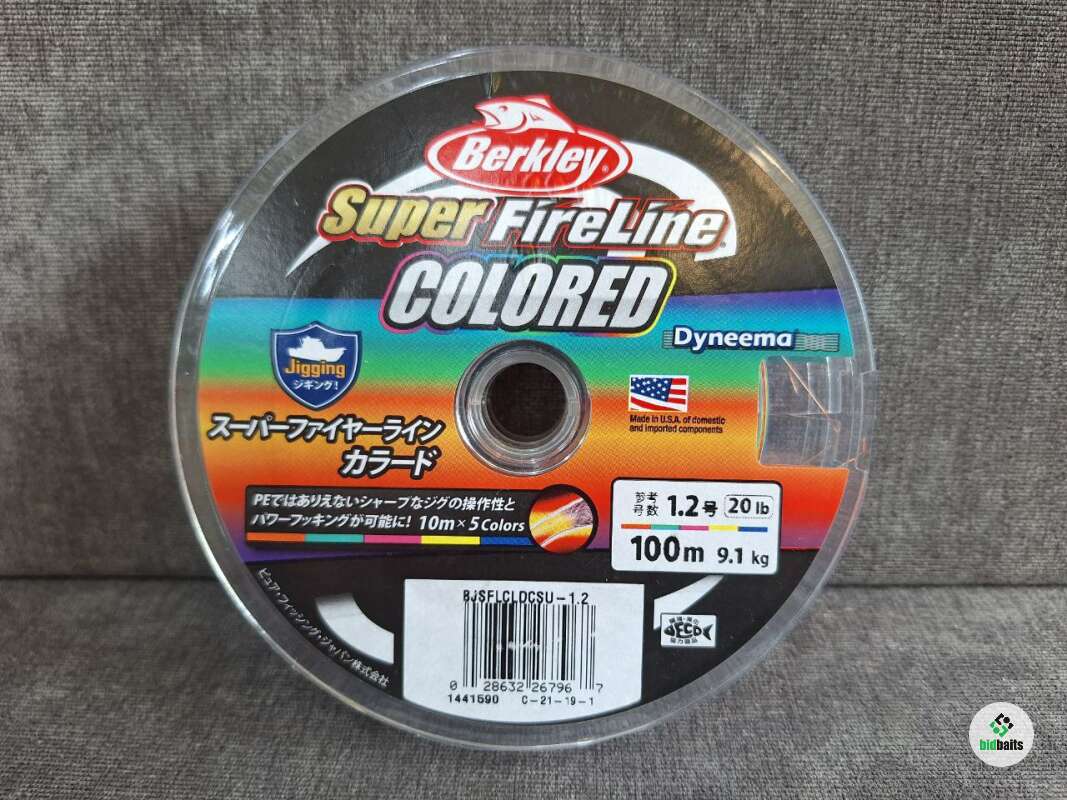 Berkley®
Super FireLine®
COLORED
Dyneema
Jigging
ジギング!
Made in U.S.A. of domestic
and imported components
スーパーファイヤーライン
カラード
PEではありえないシャープなジグの操作性と
パワーフッキングが可能に! 10m×5Colors
参考
号数 1.2号 20 lb
100m 9.1 kg
BJSFLCLDCSU-1.2
0 28632 26796 7
1441590 C-21-19-1
ECO
ピュア・フィッシング・ジャパン株式会社
bidbaits